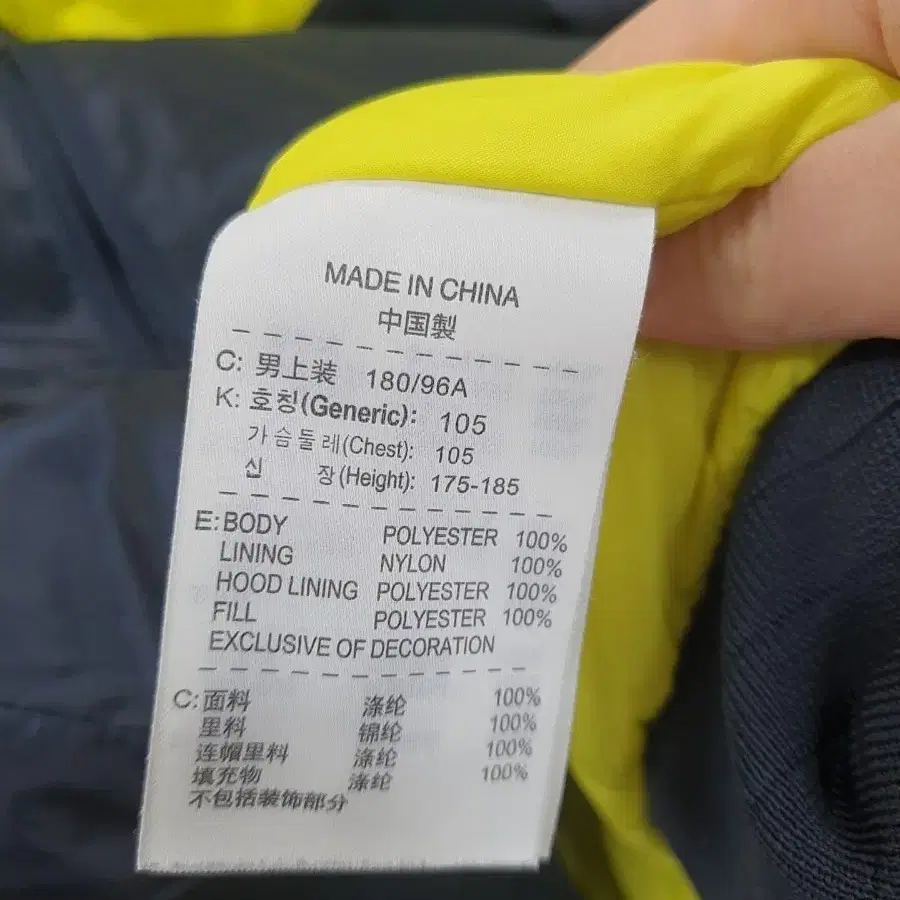 MADE IN CHINA
中国製
C: 男上装 180/96A
K: 호칭(Generic): 105
가슴둘레(Chest): 105
신 장(Height): 175-185
E: BODY POLYESTER 100%
LINING NYLON 100%
HOOD LINING POLYESTER 100%
FILL POLYESTER 100%
EXCLUSIVE OF DECORATION
C: 面料 涤纶 100%
里料 锦纶 100%
连帽里料 涤纶 100%
填充物 涤纶 100%
不包括装饰部分